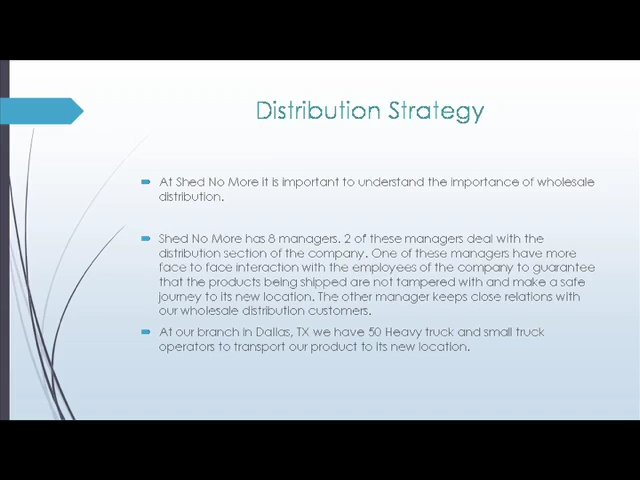 Distribution Strategy
At Shed No More it is important to understand the importance of wholesale
distribution.
Shed No More has 8 managers. 2 of these managers deal with the
distribution section of the company. One of these managers have more
face to face interaction with the employees of the company to guarantee
that the products being shipped are not tampered with and make a safe
journey to its new location. The other manager keeps close relations with
our wholesale distribution customers.
At our branch in Dallas, TX we have 50 Heavy truck and small truck
operators to transport our product to its new location.